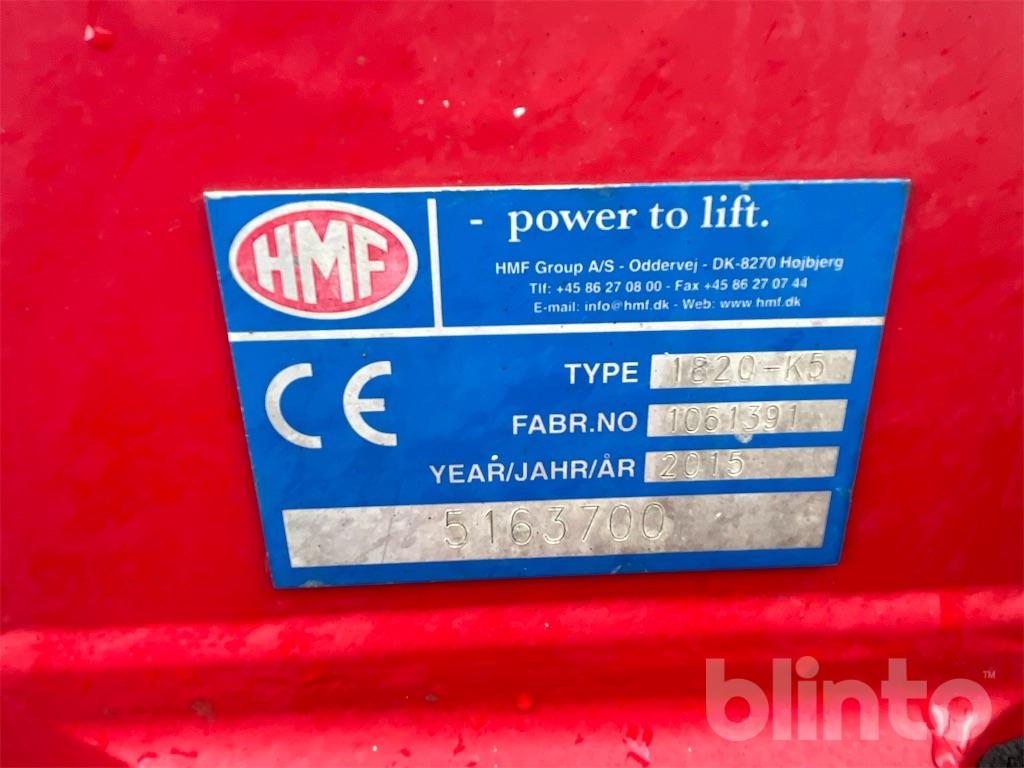 HMF
- power to lift.
HMF Group A/S - Oddervej - DK-8270 Højbjerg
Tlf: +45 86 27 08 00 - Fax +45 86 27 07 44
E-mail: info@hmf.dk - Web: www.hmf.dk
CE
TYPE 1820-K5
FABR.NO 1061391
YEAR/JAHR/ÅR 2015
5163700
blinto™